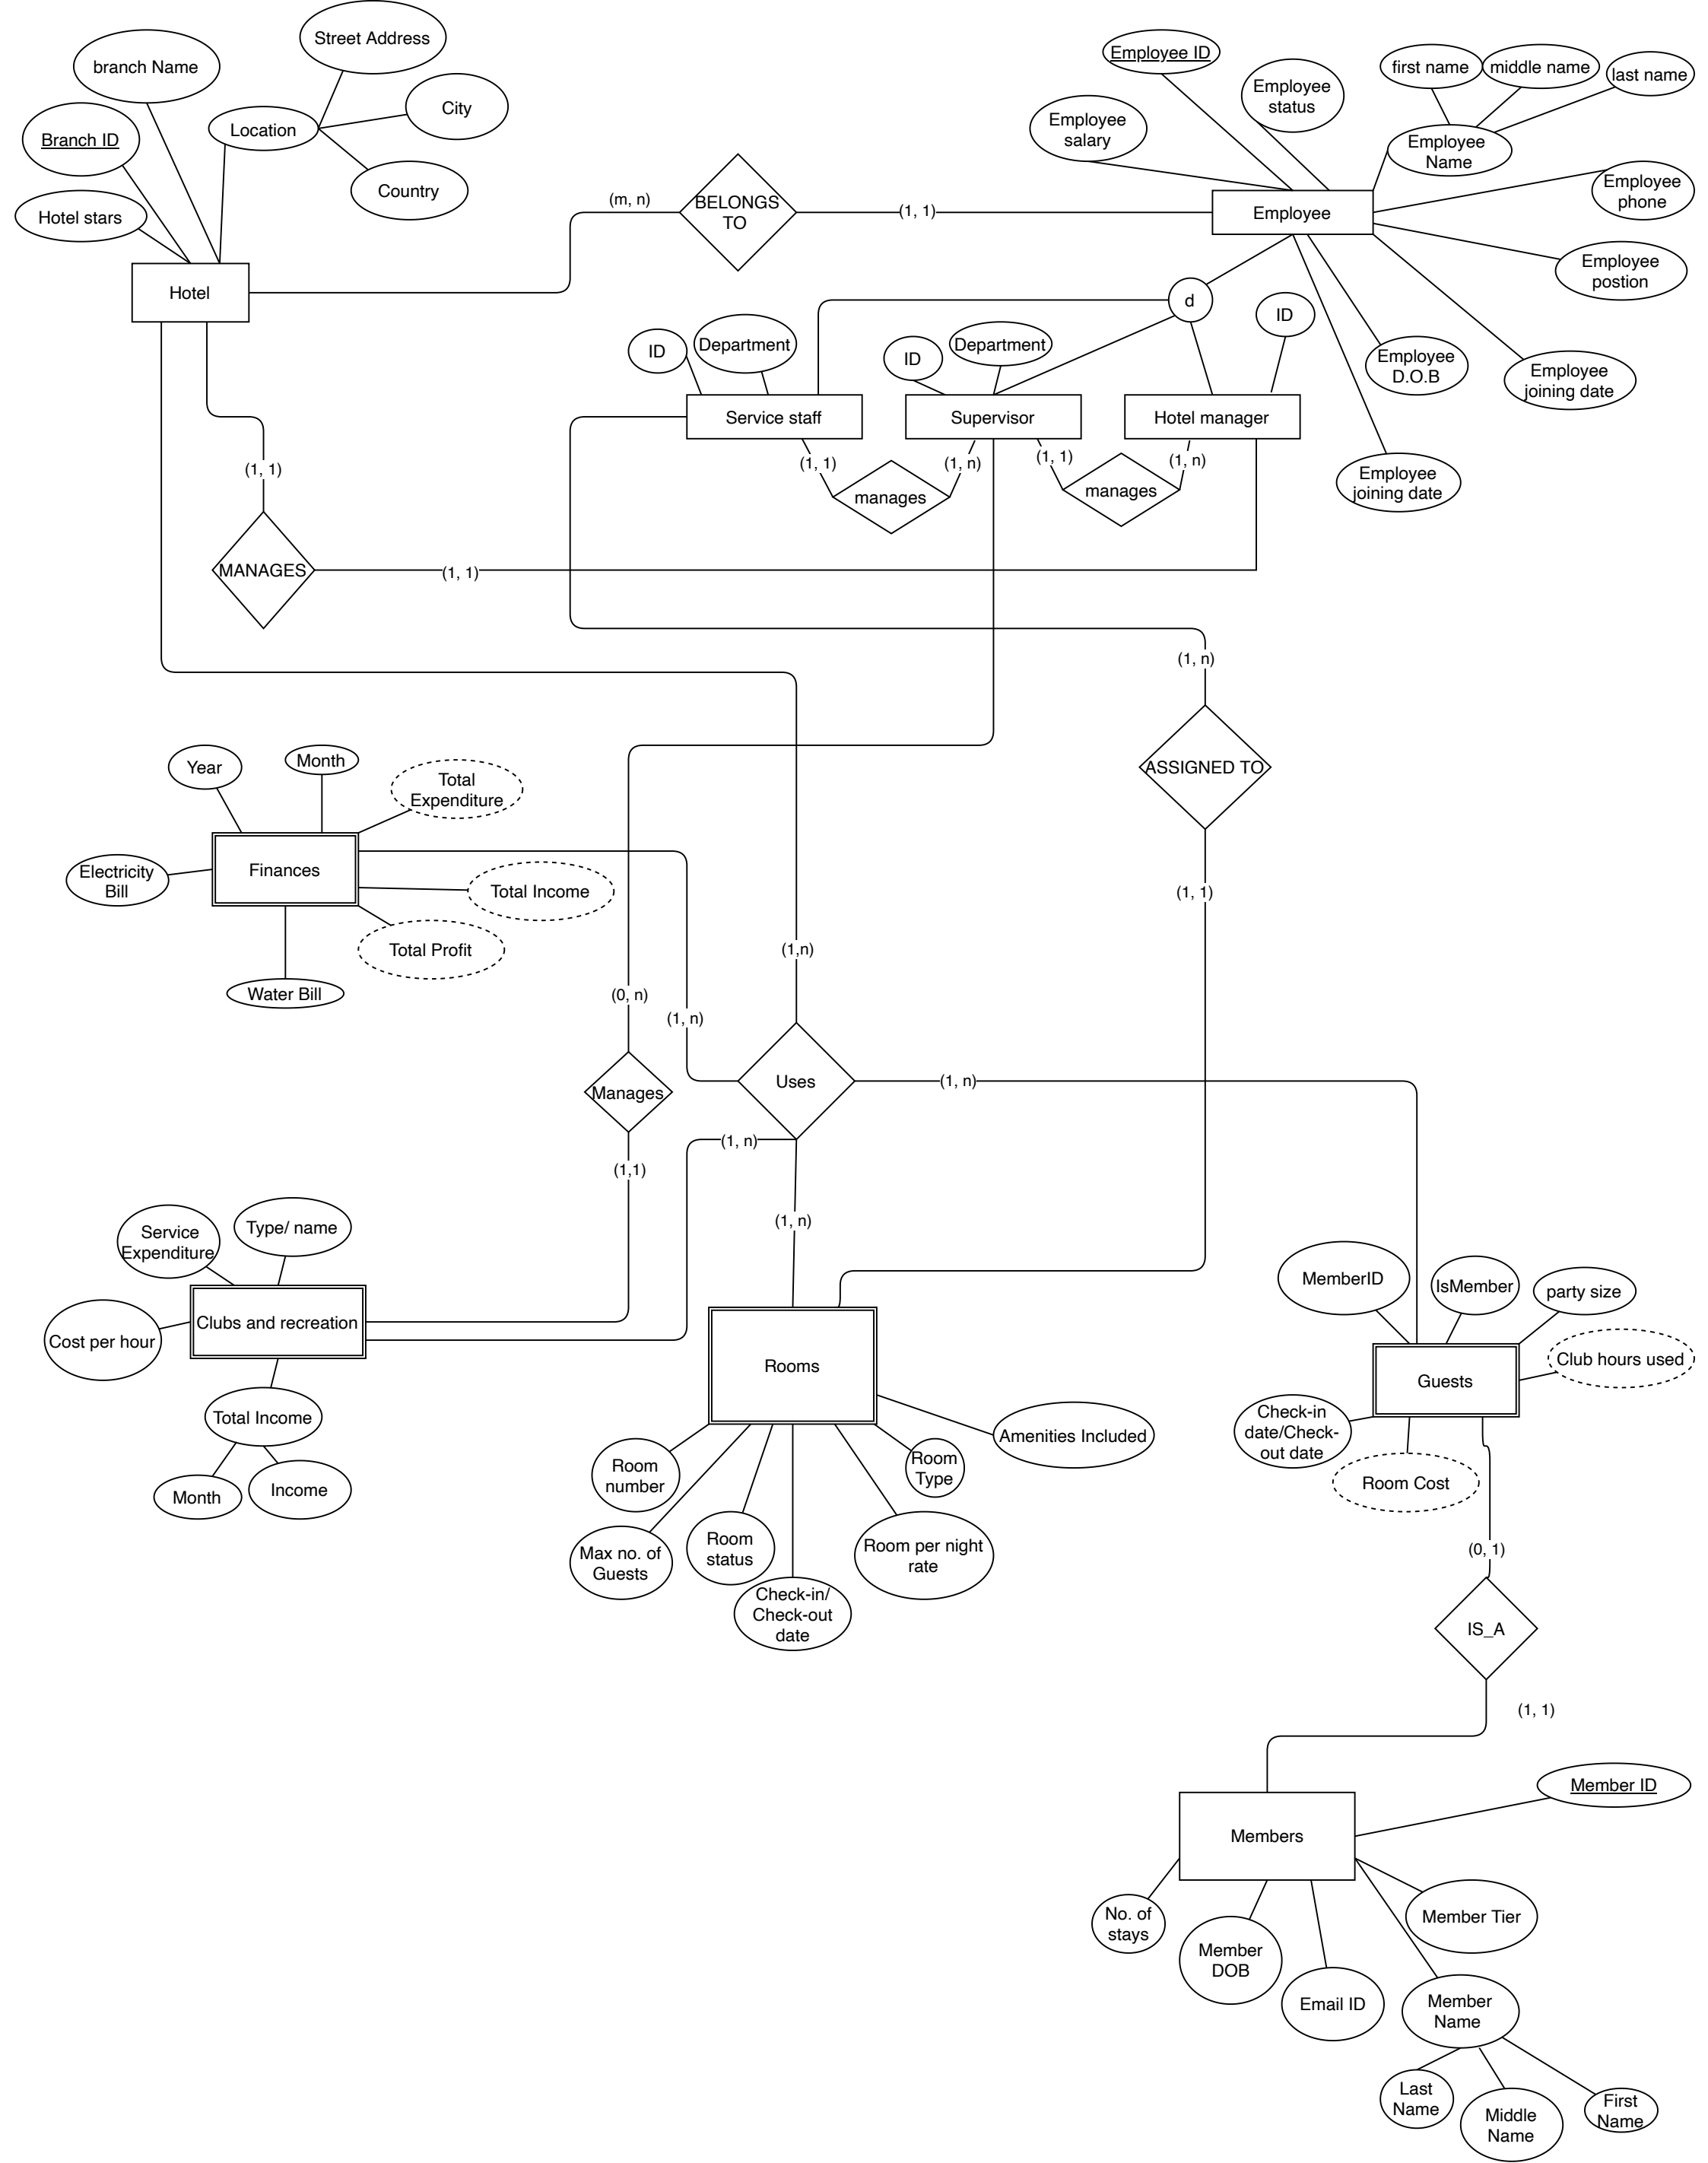 Street Address
branch Name
City
Location
Branch ID
Country
Hotel stars
Hotel
(m, n)
BELONGS
TO
(1, 1)
Employee ID
Employee
status
first name
middle name
last name
Employee
salary
Employee
Name
Employee
phone
Employee
Employee
postion
d
ID
ID
Department
ID
Department
Employee
D.O.B
Employee
joining date
Service staff
Supervisor
Hotel manager
(1, 1)
(1, n)
(1, 1)
(1, n)
manages
manages
Employee
joining date
(1, 1)
MANAGES
(1, 1)
(1, n)
ASSIGNED TO
(1, 1)
Year
Month
Total
Expenditure
Finances
Electricity
Bill
Total Income
Total Profit
Water Bill
(1,n)
(0, n)
(1, n)
Uses
(1, n)
Manages
(1, n)
(1,1)
(1, n)
Service
Expenditure
Type/ name
Clubs and recreation
Cost per hour
Total Income
Month
Income
Rooms
Room
number
Max no. of
Guests
Room
status
Check-in/
Check-out
date
Room per night
rate
Room
Type
Amenities Included
MemberID
IsMember
party size
Club hours used
Guests
Check-in
date/Check-
out date
Room Cost
(0, 1)
IS_A
(1, 1)
Member ID
Members
No. of
stays
Member
DOB
Email ID
Member Tier
Member
Name
Last
Name
Middle
Name
First
Name